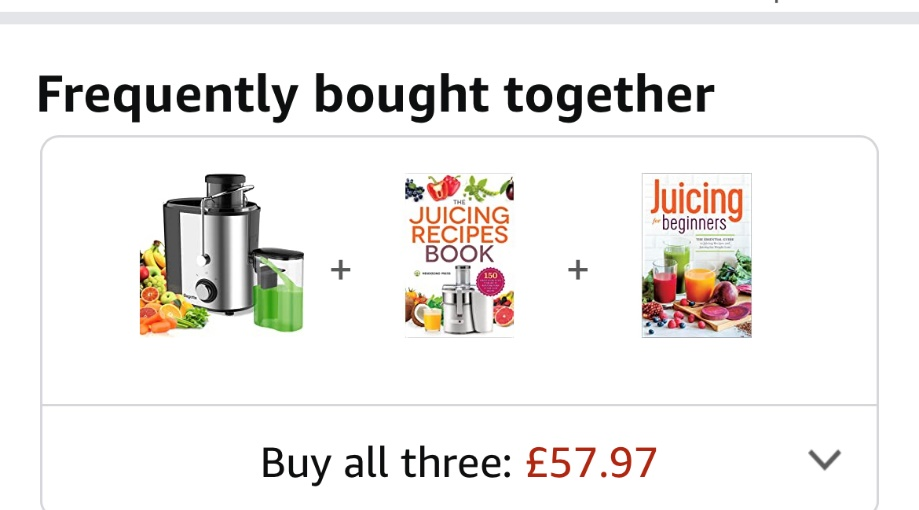 Frequently bought together
THE
JUICING
RECIPES
BOOK
150
+
+
Juicing
for beginners
Buy all three: £57.97